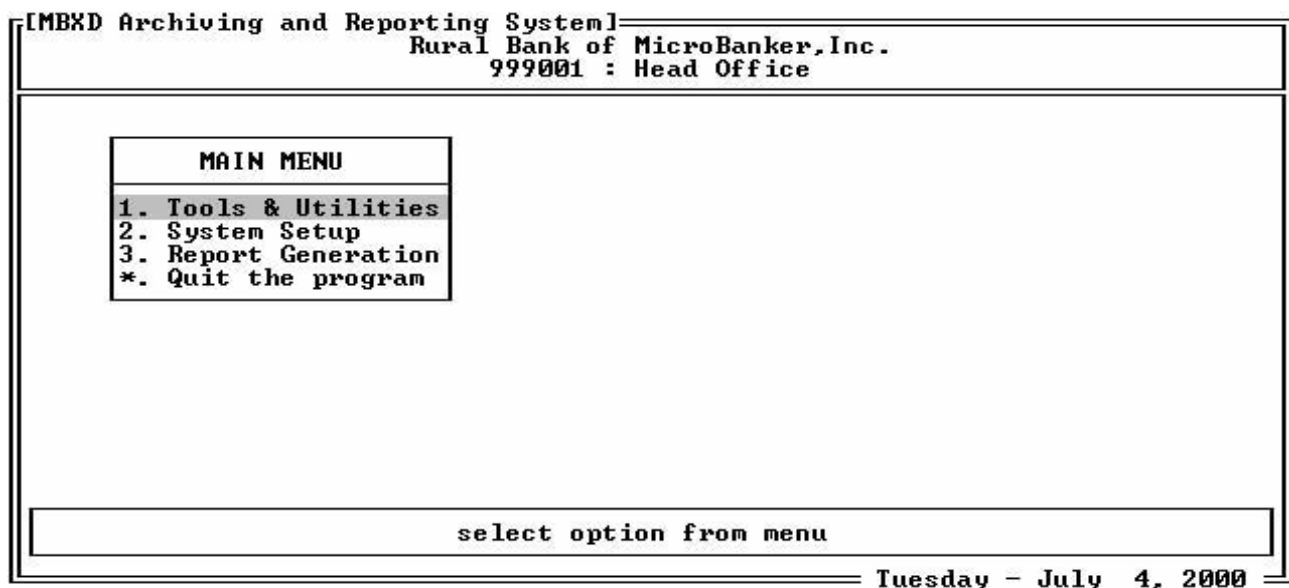 [MBXD Archiving and Reporting System]
Rural Bank of MicroBanker,Inc.
999001 : Head Office
MAIN MENU
1. Tools & Utilities
2. System Setup
3. Report Generation
*. Quit the program
select option from menu
Tuesday - July 4, 2000